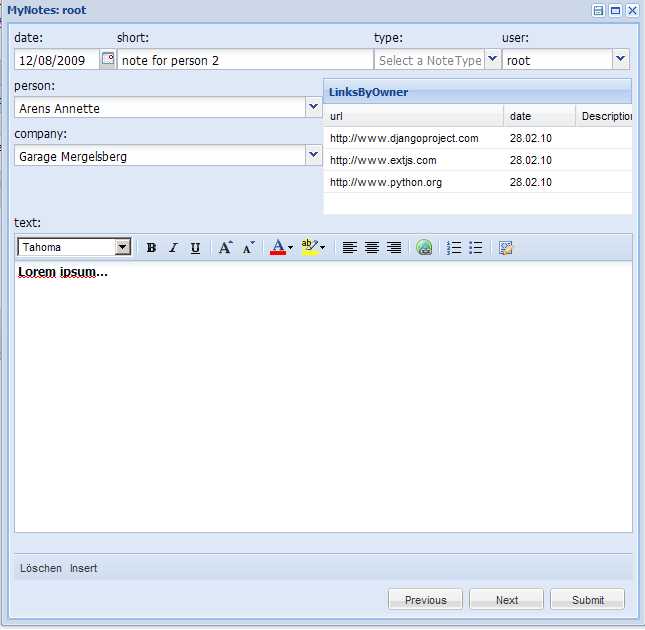 MyNotes: root
date: short: type: user:
12/08/2009 note for person 2 Select a NoteType root
person:
Arens Annette
company:
Garage Mergelsberg
LinksByOwner
url date Description
http://www.djangoproject.com 28.02.10
http://www.extjs.com 28.02.10
http://www.python.org 28.02.10
text:
Tahoma B I U A A A ab
Lorem ipsum...
Löschen Insert
Previous Next Submit